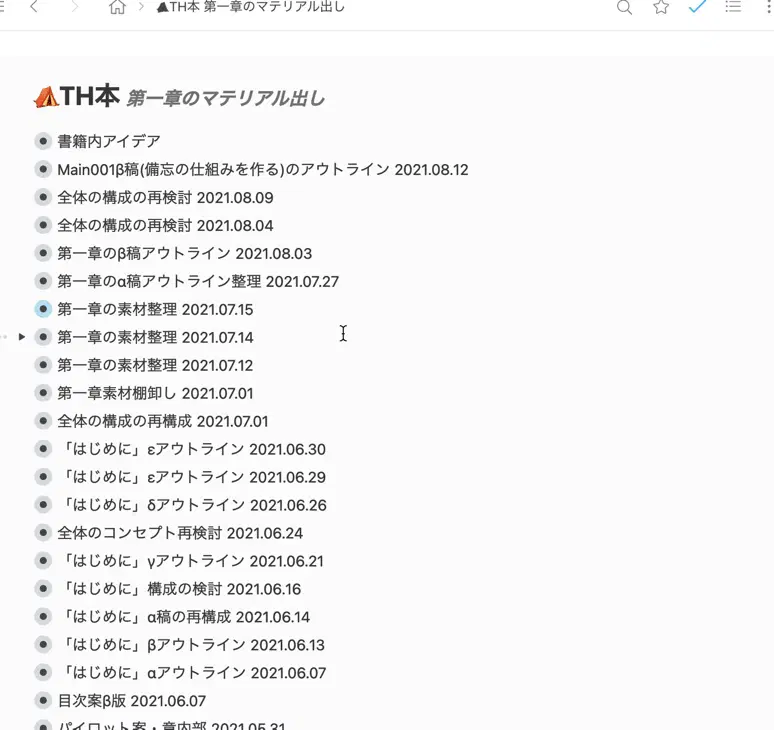 ⛺TH本 第一章のマテリアル出し
⛺TH本 第一章のマテリアル出し
書籍内アイデア
Main001β稿(備忘の仕組みを作る)のアウトライン 2021.08.12
全体の構成の再検討 2021.08.09
全体の構成の再検討 2021.08.04
第一章のβ稿アウトライン 2021.08.03
第一章のα稿アウトライン整理 2021.07.27
第一章の素材整理 2021.07.15
第一章の素材整理 2021.07.14
第一章の素材整理 2021.07.12
第一章素材棚卸し 2021.07.01
全体の構成の再構成 2021.07.01
「はじめに」εアウトライン 2021.06.30
「はじめに」εアウトライン 2021.06.29
「はじめに」δアウトライン 2021.06.26
全体のコンセプト再検討 2021.06.24
「はじめに」γアウトライン 2021.06.21
「はじめに」構成の検討 2021.06.16
「はじめに」α稿の再構成 2021.06.14
「はじめに」βアウトライン 2021.06.13
「はじめに」αアウトライン 2021.06.07
目次案β版 2021.06.07
パイロット案・章内部 2021.05.31